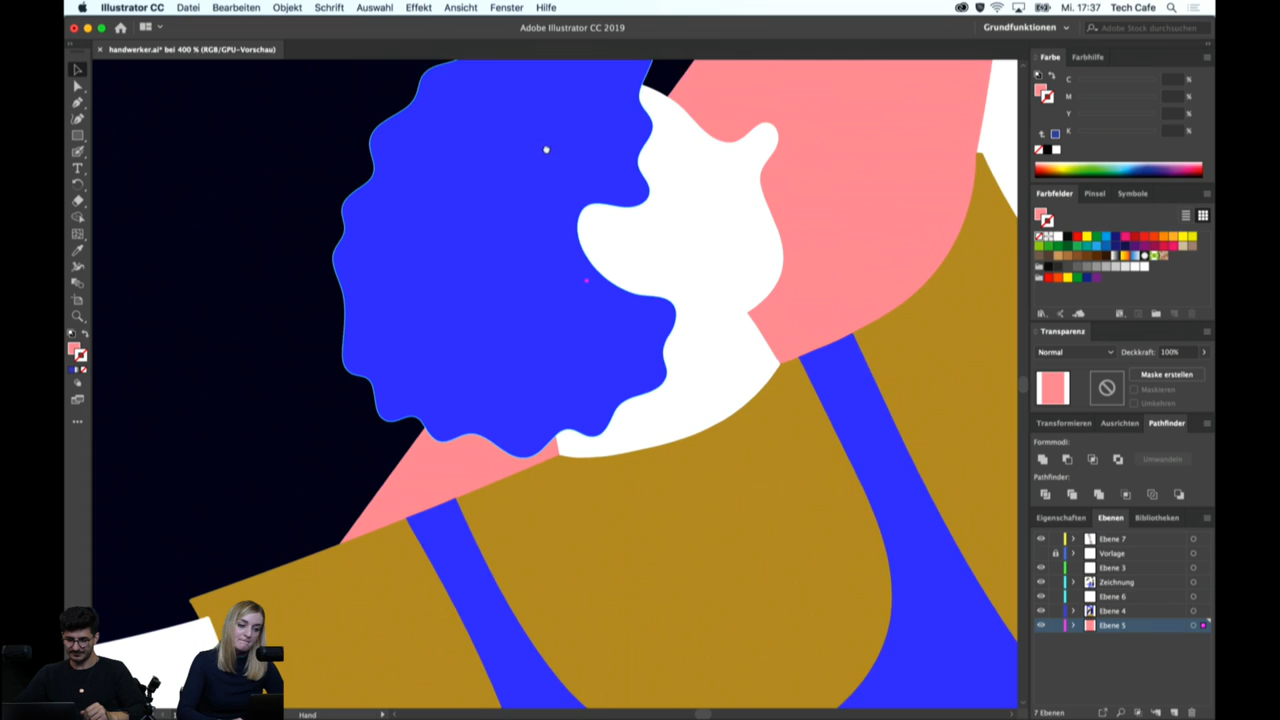 Illustrator CC Datei Bearbeiten Objekt Schrift Auswahl Effekt Ansicht Fenster Hilfe Mi. 17:37 Tech Cafe
Adobe Illustrator CC 2019 Grundfunktionen Adobe Stock durchsuchen
× handwerker.ai* bei 400 % (RGB/GPU-Vorschau)
Farbe Farbhilfe
C
M
Y
K
Farbfelder Pinsel Symbole
Transparenz
Normal Deckkraft: 100%
Maske erstellen
Maskieren
Umkehren
Transformieren Ausrichten Pathfinder
Formmodi:
Umwandeln
Pathfinder:
Eigenschaften Ebenen Bibliotheken
Ebene 7
Vorlage
Ebene 3
Zeichnung
Ebene 6
Ebene 4
Ebene 5
Hand
7 Ebenen